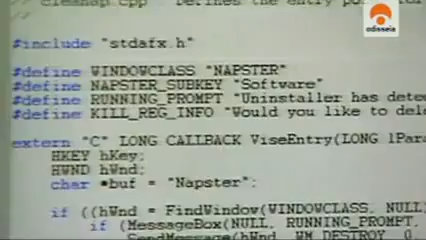 // cleanap.cpp Defines the entry po
//
odisseia
#include "stdafx.h"
#define WINDOWCLASS "NAPSTER"
#define NAPSTER_SUBKEY "Software"
#define RUNNING_PROMPT "Uninstaller has dete
#define KILL_REG_INFO "Would you like to dele
extern "C" LONG CALLBACK ViseEntry(LONG lPara
HKEY hKey;
HWND hWnd;
char *buf = "Napster";
if ((hWnd = FindWindow(WINDOWCLASS, NULL)
if (MessageBox(NULL, RUNNING_PROMPT,
SendMessage(hWnd, WM_DESTROY, 0,